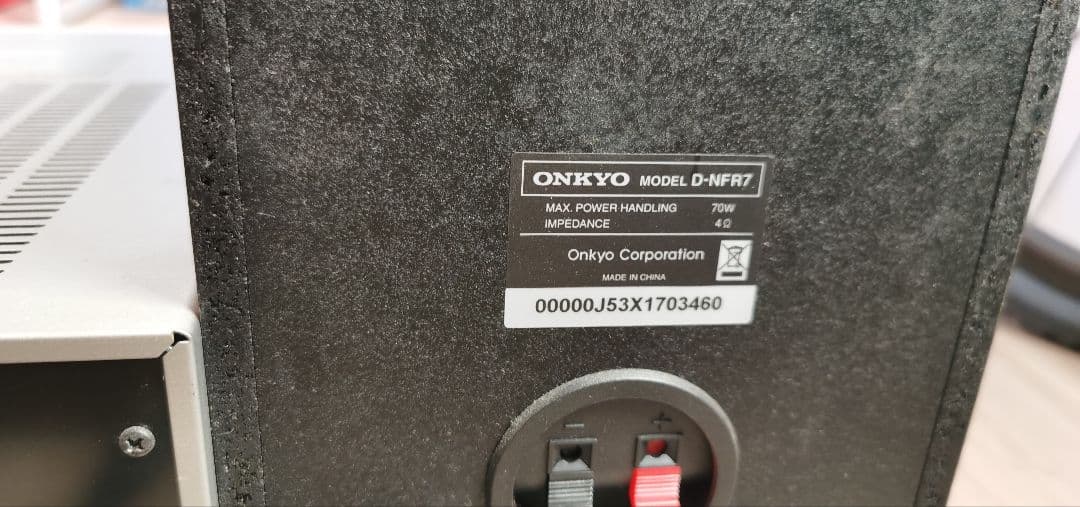 ONKYO MODEL D-NFR7
MAX. POWER HANDLING 70W
IMPEDANCE 4Ω
Onkyo Corporation
MADE IN CHINA
00000J53X1703460
- +